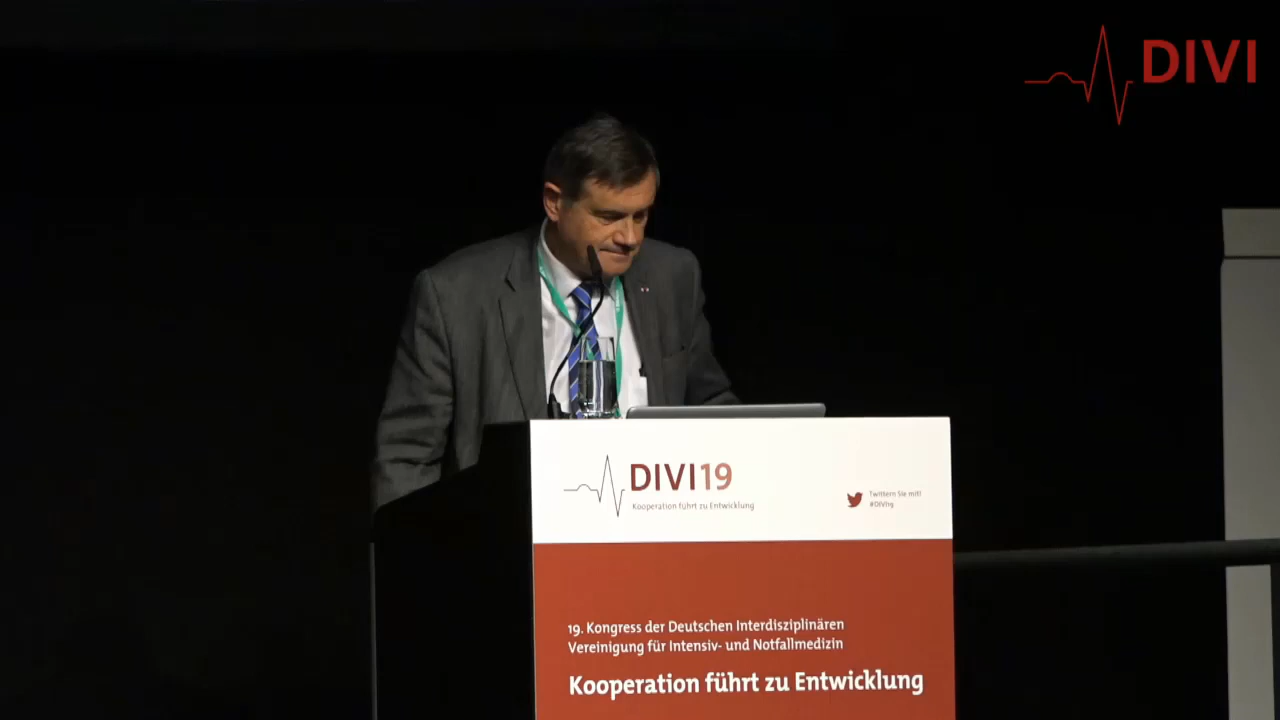 DIVI
DIVI19
Kooperation führt zu Entwicklung
Twittern Sie mit!
#DIVI19
19. Kongress der Deutschen Interdisziplinären
Vereinigung für Intensiv- und Notfallmedizin
Kooperation führt zu Entwicklung